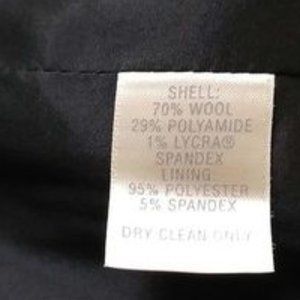 SHELL:
70% WOOL
29% POLYAMIDE
1% LYCRA®
SPANDEX
LINING
95% POLYESTER
5% SPANDEX
DRY CLEAN ONLY